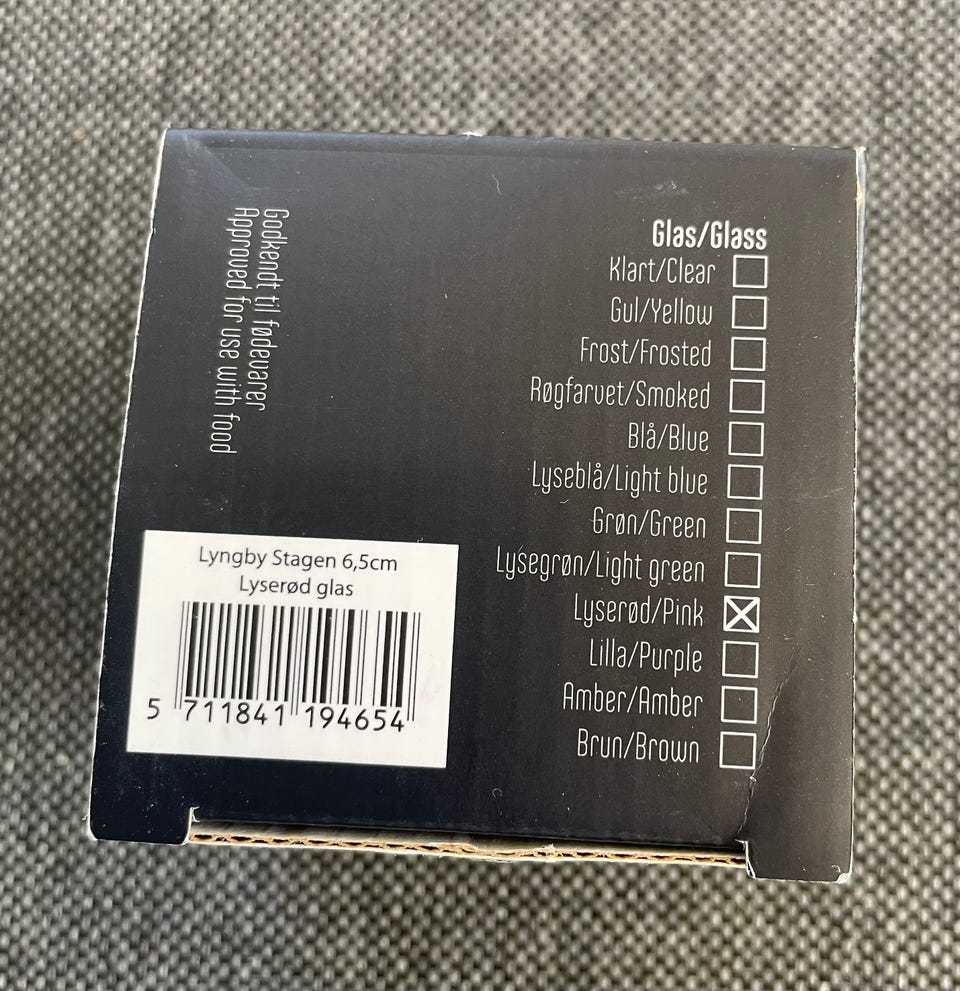 Godkendt til fødevarer
Approved for use with food
Glas/Glass
Klart/Clear
Gul/Yellow
Frost/Frosted
Røgfarvet/Smoked
Blå/Blue
Lyseblå/Light blue
Grøn/Green
Lysegrøn/Light green
Lyserød/Pink
Lilla/Purple
Amber/Amber
Brun/Brown
Lyngby Stagen 6,5cm
Lyserød glas
5 711841 194654